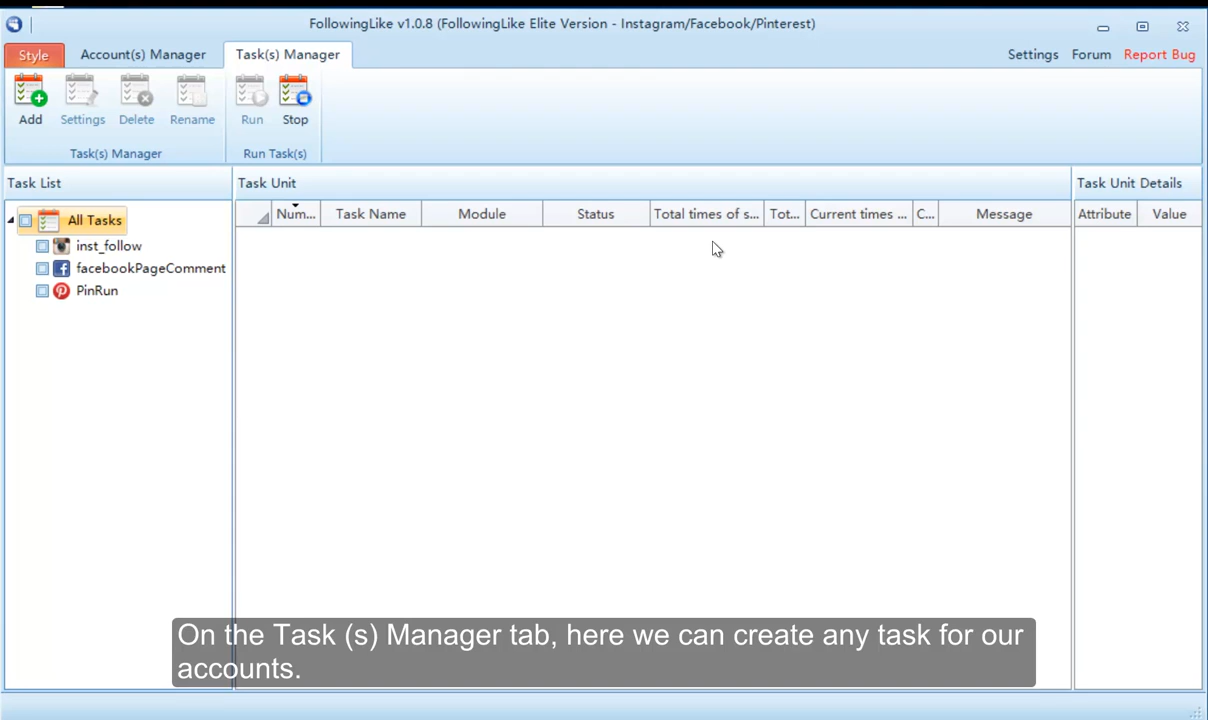 FollowingLike v1.0.8 (FollowingLike Elite Version - Instagram/Facebook/Pinterest)
Style Account(s) Manager Task(s) Manager Settings Forum Report Bug
Add Settings Delete Rename Run Stop
Task(s) Manager Run Task(s)
Task List Task Unit Task Unit Details
Num... Task Name Module Status Total times of s... Tot... Current times ... C... Message Attribute Value
All Tasks
inst_follow
facebookPageComment
PinRun
On the Task (s) Manager tab, here we can create any task for our
accounts.